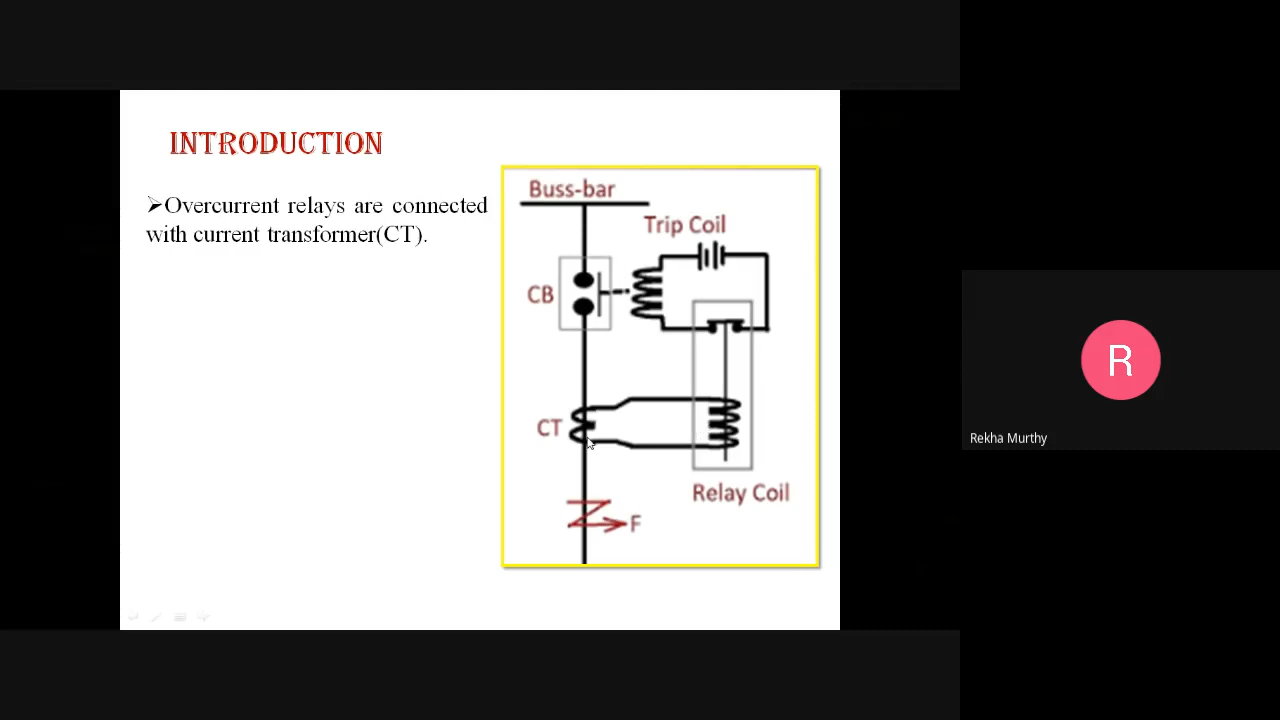 INTRODUCTION
➢Overcurrent relays are connected
with current transformer(CT).
Buss-bar
Trip Coil
CB
CT
Relay Coil
F
R
Rekha Murthy